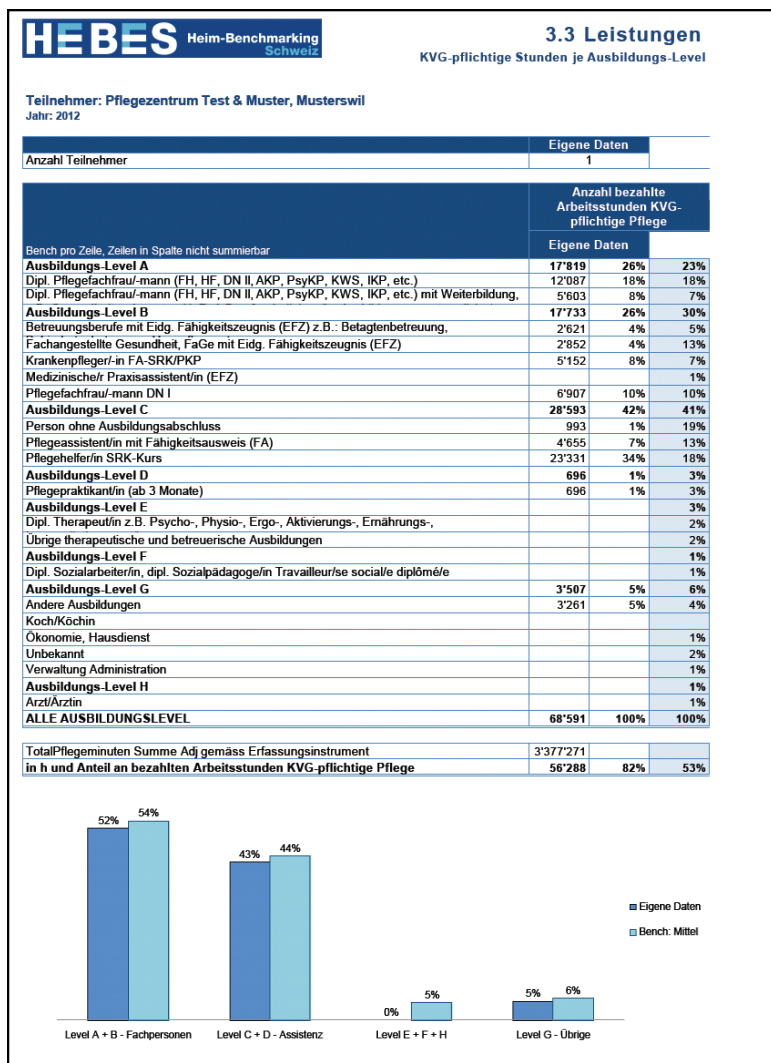 HEBES Heim-Benchmarking
Schweiz
3.3 Leistungen
KVG-pflichtige Stunden je Ausbildungs-Level
Teilnehmer: Pflegezentrum Test & Muster, Musterswil
Jahr: 2012
Eigene Daten
Anzahl Teilnehmer 1
Anzahl bezahlte
Arbeitsstunden KVG-
pflichtige Pflege
Bench pro Zeile, Zeilen in Spalte nicht summierbar Eigene Daten
Ausbildungs-Level A 17'819 26% 23%
Dipl. Pflegefachfrau/-mann (FH, HF, DN II, AKP, PsyKP, KWS, IKP, etc.) 12'087 18% 18%
Dipl. Pflegefachfrau/-mann (FH, HF, DN II, AKP, PsyKP, KWS, IKP, etc.) mit Weiterbildung, 5'603 8% 7%
Ausbildungs-Level B 17'733 26% 30%
Betreuungsberufe mit Eidg. Fähigkeitszeugnis (EFZ) z.B.: Betagtenbetreuung, 2'621 4% 5%
Fachangestellte Gesundheit, FaGe mit Eidg. Fähigkeitszeugnis (EFZ) 2'852 4% 13%
Krankenpfleger/-in FA-SRK/PKP 5'152 8% 7%
Medizinische/r Praxisassistent/in (EFZ) 1%
Pflegefachfrau/-mann DN I 6'907 10% 10%
Ausbildungs-Level C 28'593 42% 41%
Person ohne Ausbildungsabschluss 993 1% 19%
Pflegeassistent/in mit Fähigkeitsausweis (FA) 4'655 7% 13%
Pflegehelfer/in SRK-Kurs 23'331 34% 18%
Ausbildungs-Level D 696 1% 3%
Pflegepraktikant/in (ab 3 Monate) 696 1% 3%
Ausbildungs-Level E 3%
Dipl. Therapeut/in z.B. Psycho-, Physio-, Ergo-, Aktivierungs-, Ernährungs-, 2%
Übrige therapeutische und betreuerische Ausbildungen 2%
Ausbildungs-Level F 1%
Dipl. Sozialarbeiter/in, dipl. Sozialpädagoge/in Travailleur/se social/e diplômé/e 1%
Ausbildungs-Level G 3'507 5% 6%
Andere Ausbildungen 3'261 5% 4%
Koch/Köchin
Ökonomie, Hausdienst 1%
Unbekannt 2%
Verwaltung Administration 1%
Ausbildungs-Level H 1%
Arzt/Ärztin 1%
ALLE AUSBILDUNGSLEVEL 68'591 100% 100%
TotalPflegeminuten Summe Adj gemäss Erfassungsinstrument 3'377'271
in h und Anteil an bezahlten Arbeitsstunden KVG-pflichtige Pflege 56'288 82% 53%
52% 54%
43% 44%
0% 5%
5% 6%
Eigene Daten
Bench: Mittel
Level A + B - Fachpersonen Level C + D - Assistenz Level E + F + H Level G - Übrige